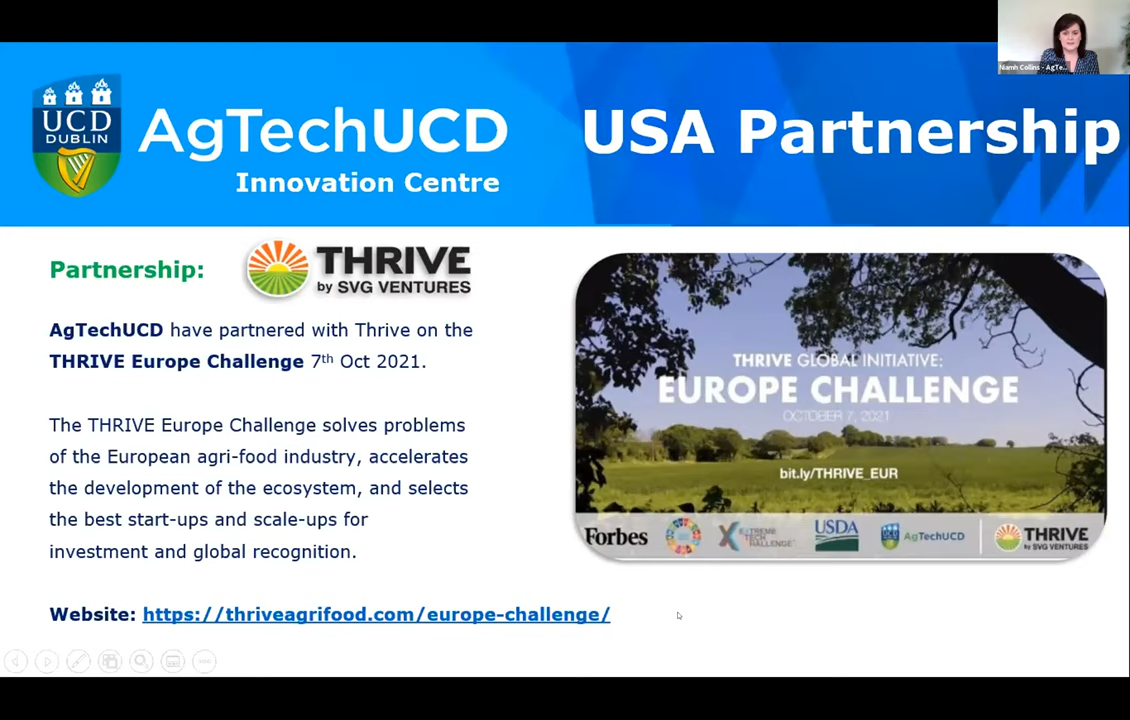 Niamh Collins - AgTe...
UCD
DUBLIN
AgTechUCD
Innovation Centre
USA Partnership
Partnership:
THRIVE
by SVG VENTURES
AgTechUCD have partnered with Thrive on the
THRIVE Europe Challenge 7th Oct 2021.
The THRIVE Europe Challenge solves problems
of the European agri-food industry, accelerates
the development of the ecosystem, and selects
the best start-ups and scale-ups for
investment and global recognition.
Website: https://thriveagrifood.com/europe-challenge/
THRIVE GLOBAL INITIATIVE:
EUROPE CHALLENGE
OCTOBER 7, 2021
bit.ly/THRIVE_EUR
Forbes
EXTREME
TECH
CHALLENGE
USDA
AgTechUCD
THRIVE
by SVG VENTURES